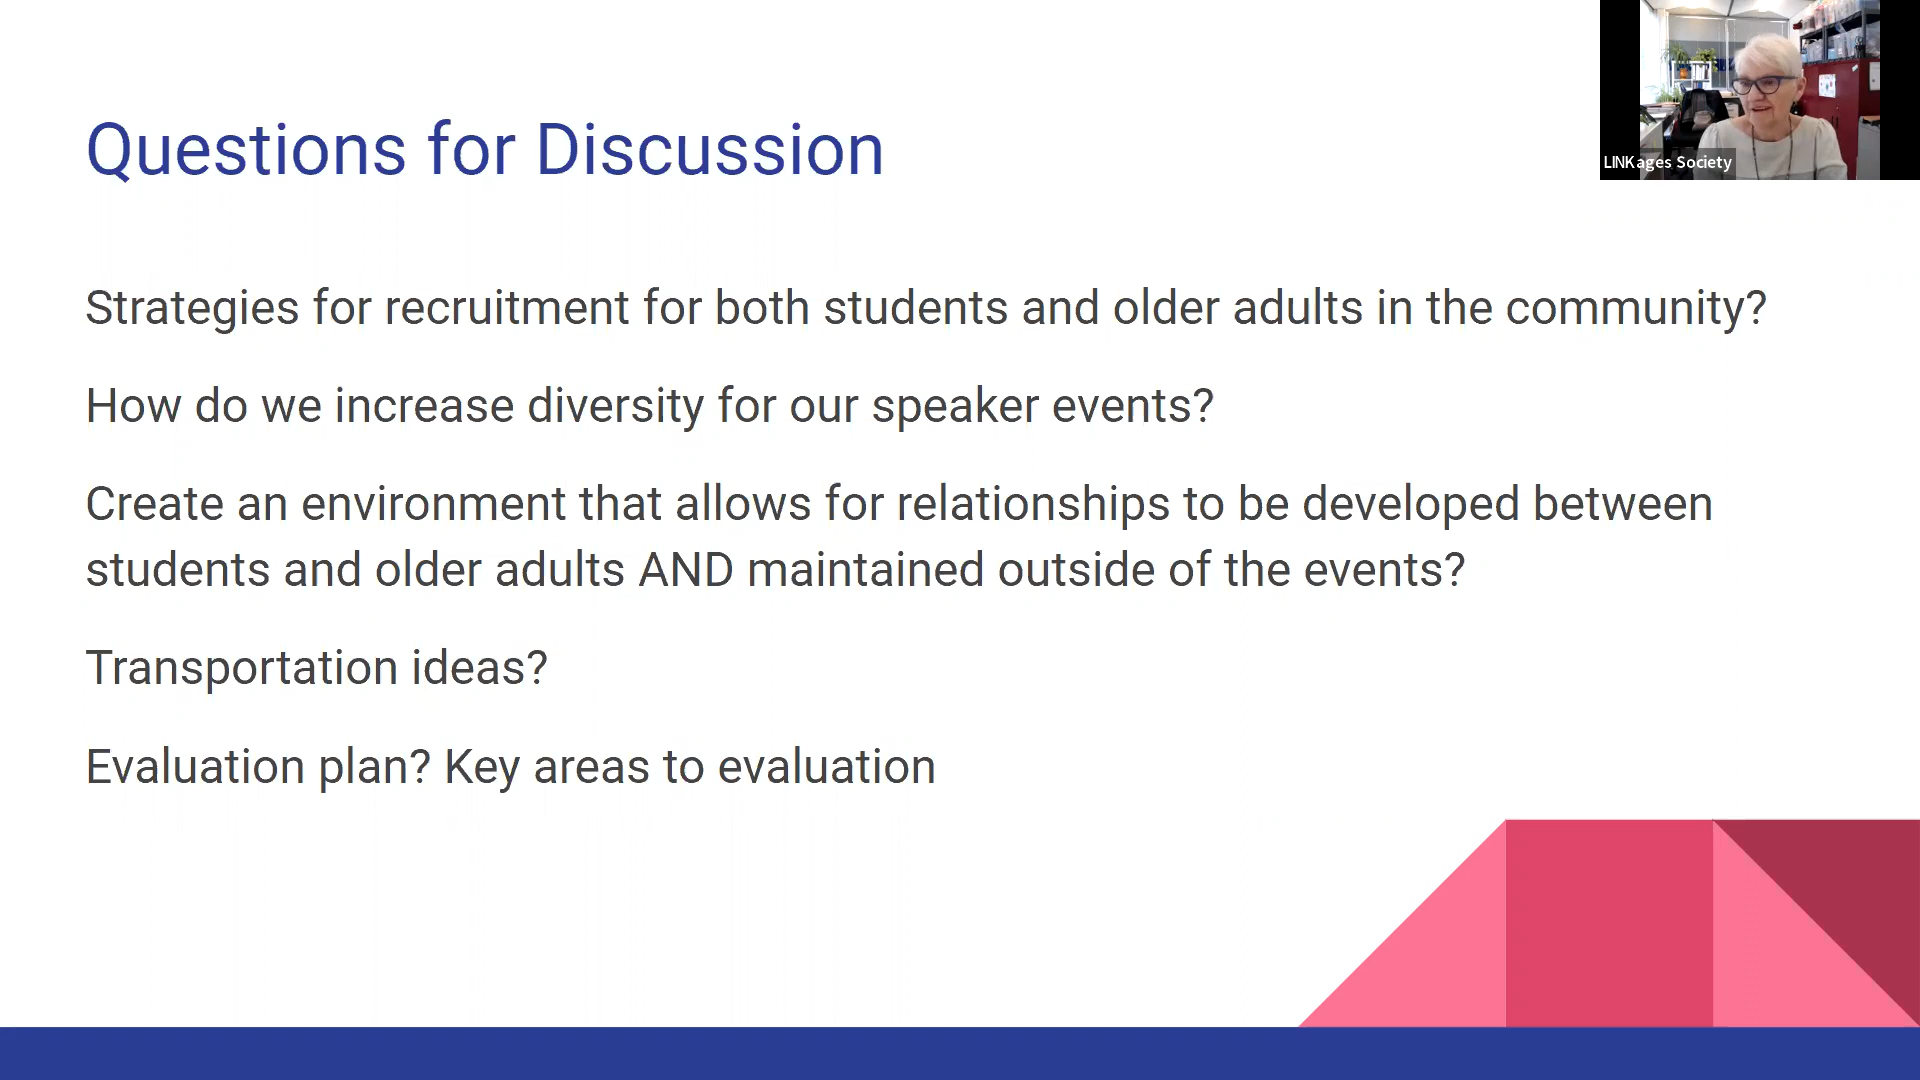 Questions for Discussion
LINKages Society
Strategies for recruitment for both students and older adults in the community?
How do we increase diversity for our speaker events?
Create an environment that allows for relationships to be developed between
students and older adults AND maintained outside of the events?
Transportation ideas?
Evaluation plan? Key areas to evaluation